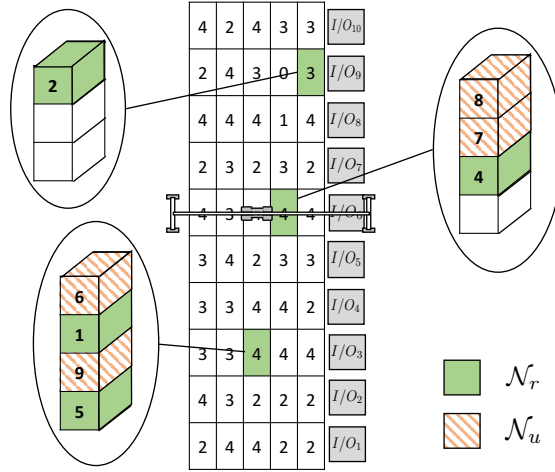 4 2 4 3 3 I/O₁₀
2 4 3 0 3 I/O₉
4 4 4 1 4 I/O₈
2 3 2 3 2 I/O₇
4 3 4 4 I/O₆
3 4 2 3 3 I/O₅
3 3 4 4 2 I/O₄
3 3 4 4 4 I/O₃
4 3 2 2 2 I/O₂
2 4 4 2 2 I/O₁
2
8
7
4
6
1
9
5
𝒩ᵣ
𝒩ᵤ